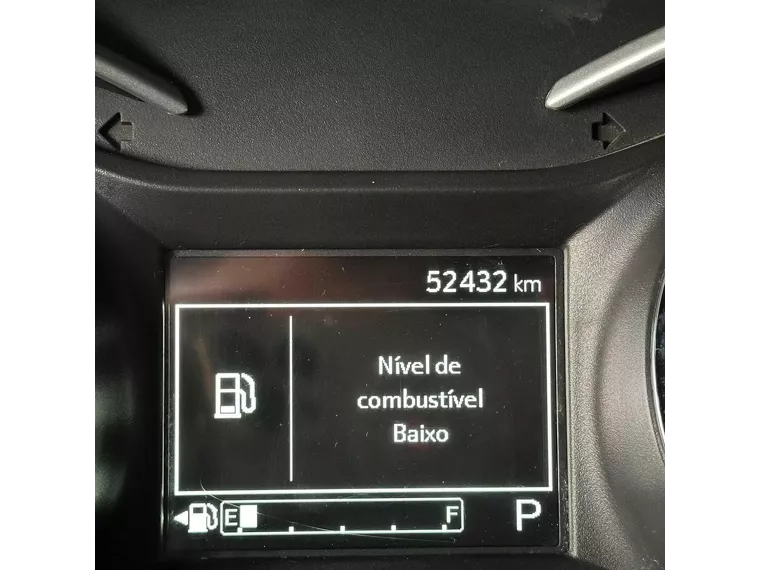 52432 km
Nível de
combustível
Baixo
E F P